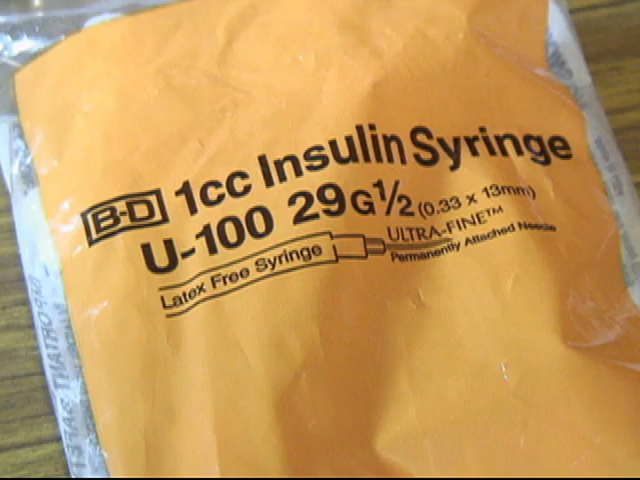 B-D 1cc Insulin Syringe
U-100 29G1/2 (0.33 x 13mm)
Latex Free Syringe
ULTRA-FINE™
Permanently Attached Needle